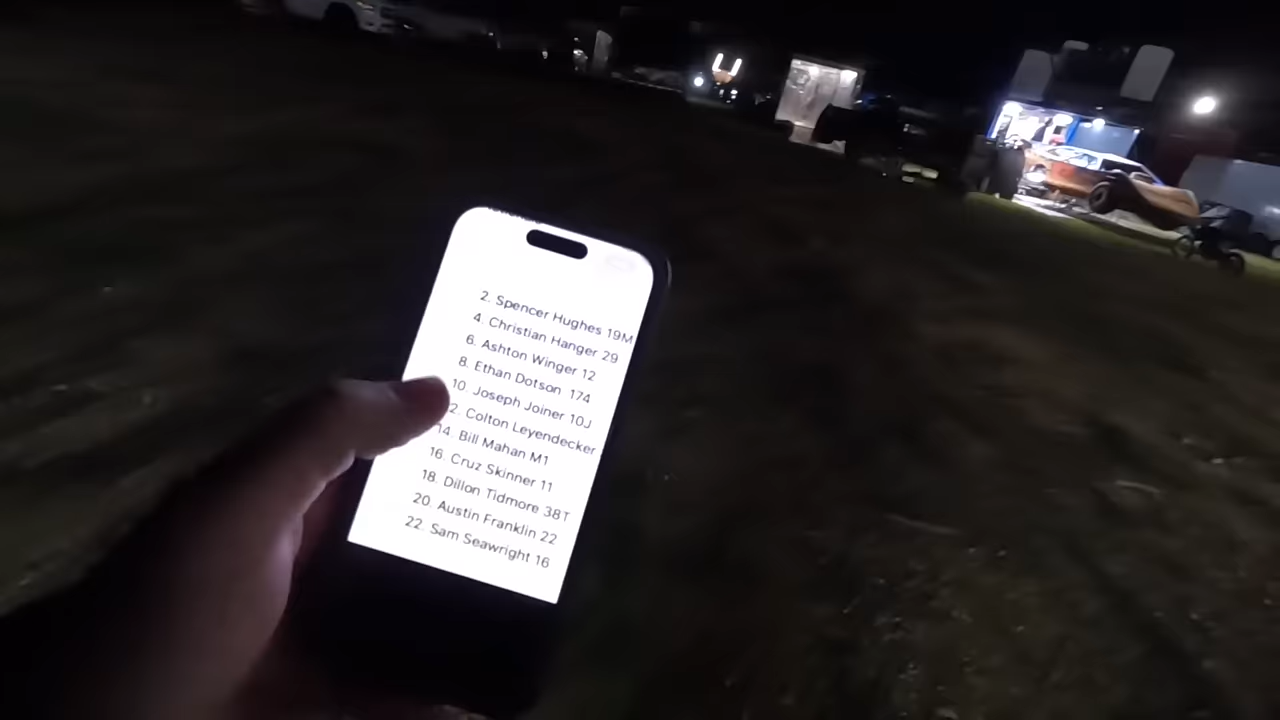 2. Spencer Hughes 19M
4. Christian Hanger 29
6. Ashton Winger 12
8. Ethan Dotson 174
10 Joseph Joiner 10J
2. Colton Leyendecker
14. Bill Mahan M1
16. Cruz Skinner 11
18. Dillon Tidmore 38T
20. Austin Franklin 22
22. Sam Seawright 16